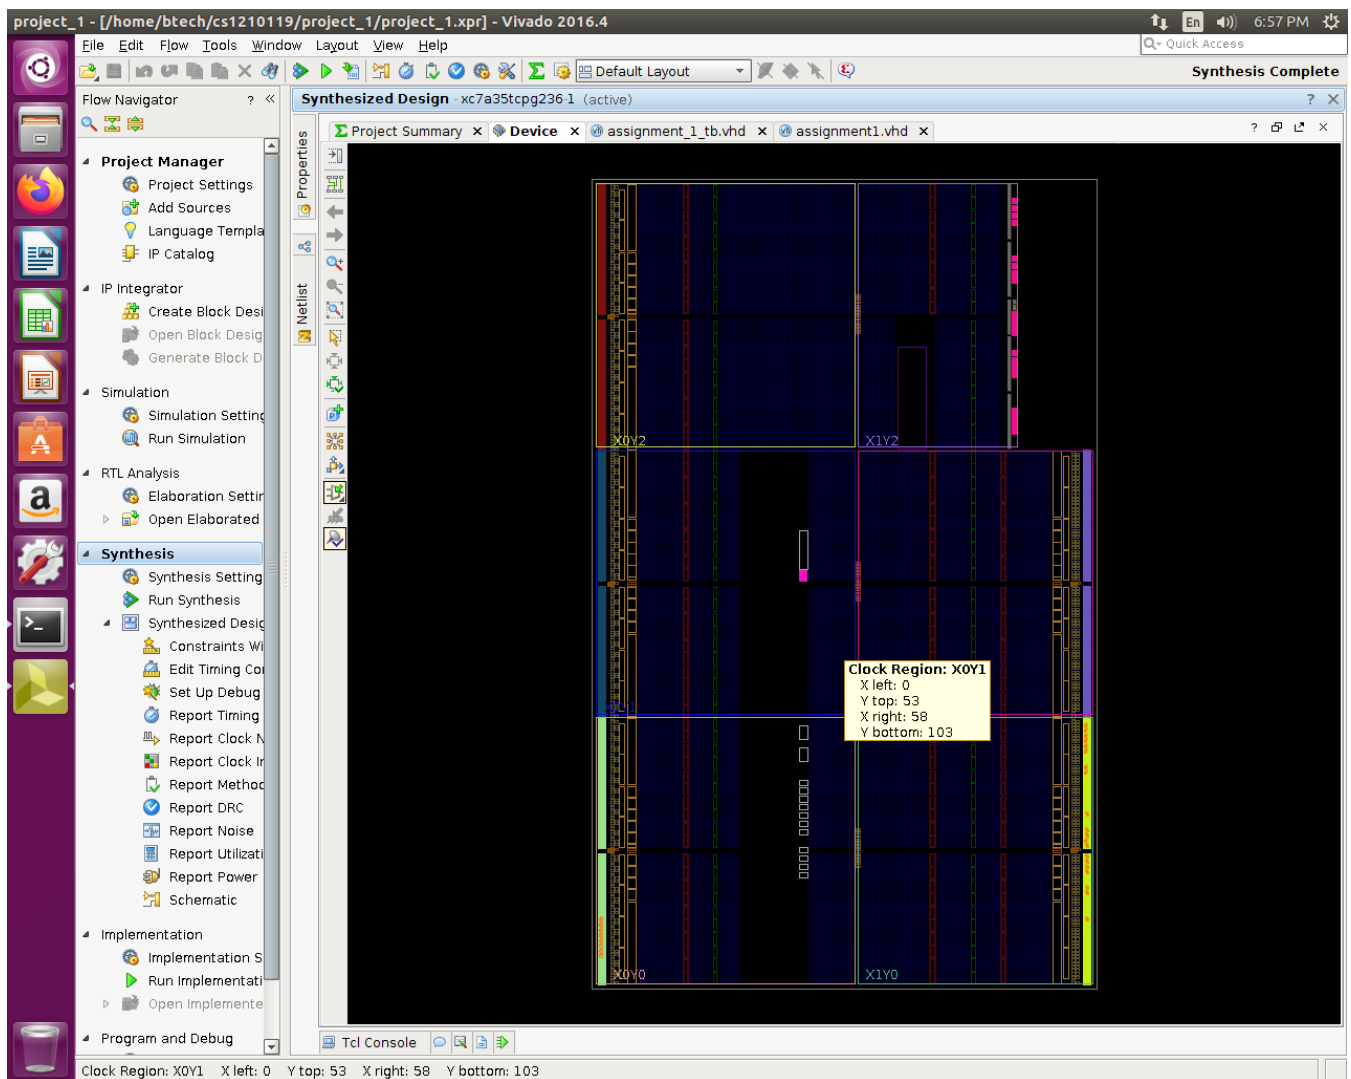 project_1 - [/home/btech/cs1210119/project_1/project_1.xpr] - Vivado 2016.4
En
6:57 PM
File Edit Flow Tools Window Layout View Help
Quick Access
Default Layout
Synthesis Complete
Flow Navigator ? «
Synthesized Design - xc7a35tcpg236-1 (active)
Project Summary
Device
assignment_1_tb.vhd
assignment1.vhd
Properties
Netlist
Project Manager
Project Settings
Add Sources
Language Templa
IP Catalog
IP Integrator
Create Block Desi
Open Block Desig
Generate Block D
Simulation
Simulation Setting
Run Simulation
RTL Analysis
Elaboration Settin
Open Elaborated
Synthesis
Synthesis Setting
Run Synthesis
Synthesized Desig
Constraints Wi
Edit Timing Co
Set Up Debug
Report Timing
Report Clock N
Report Clock I
Report Method
Report DRC
Report Noise
Report Utilizati
Report Power
Schematic
Implementation
Implementation S
Run Implementati
Open Implemente
Program and Debug
X0Y2
X1Y2
Clock Region: X0Y1
X left: 0
Y top: 53
X right: 58
Y bottom: 103
X0Y0
X1Y0
Tcl Console
Clock Region: X0Y1 X left: 0 Y top: 53 X right: 58 Y bottom: 103